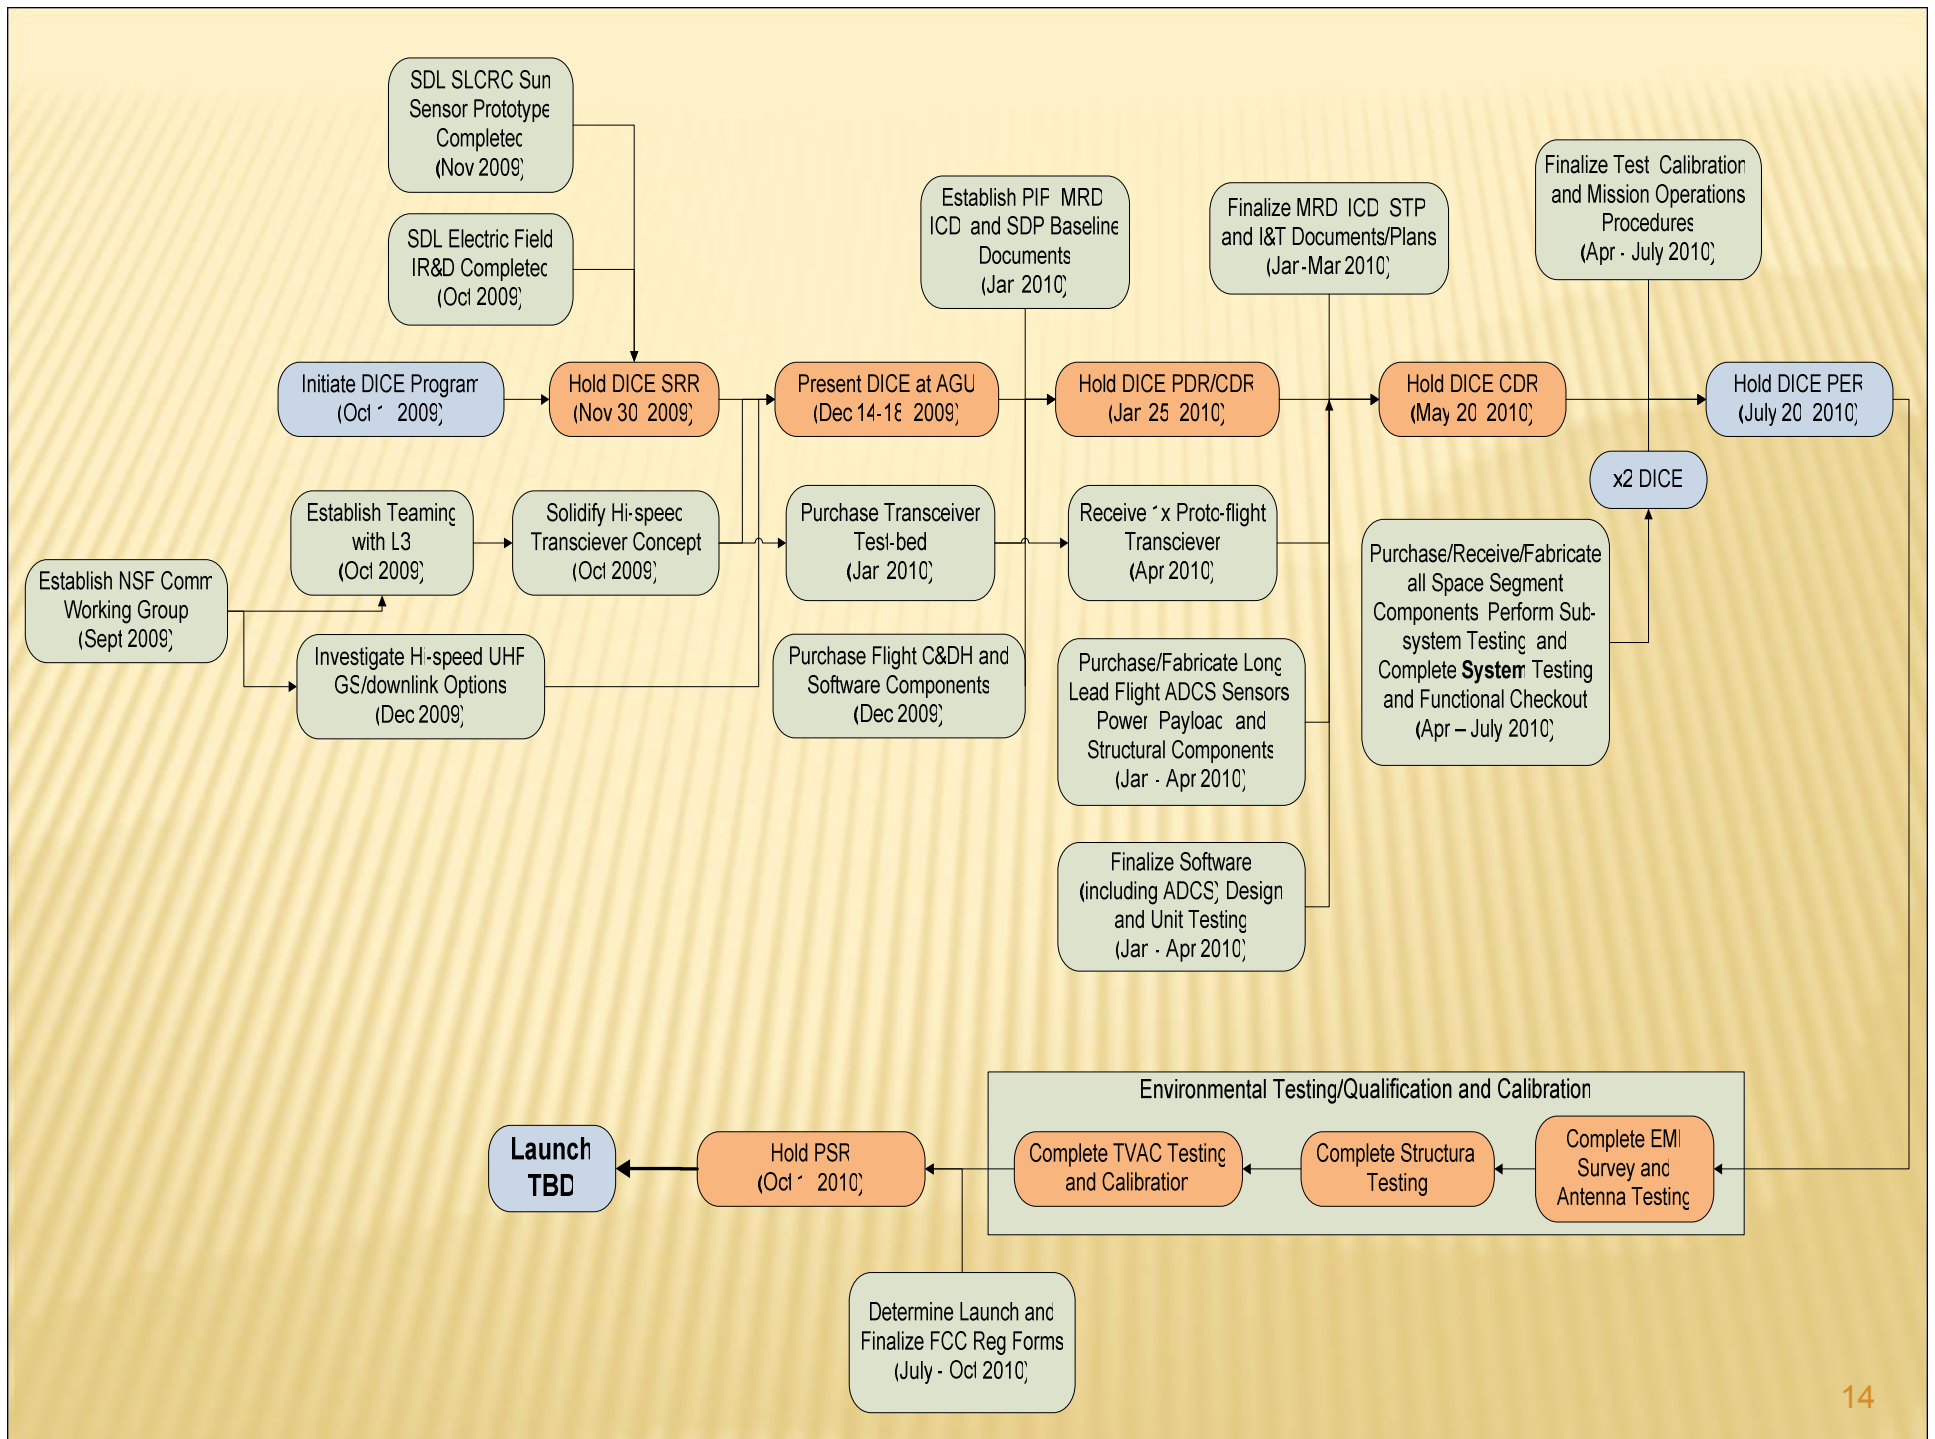 SDL SLCRC Sun
Sensor Prototype
Completed
(Nov 2009)
SDL Electric Field
IR&D Completed
(Oct 2009)
Establish PIP MRD
ICD and SDP Baseline
Documents
(Jan 2010)
Finalize MRD ICD STP
and I&T Documents/Plans
(Jan -Mar 2010)
Finalize Test Calibration
and Mission Operations
Procedures
(Apr - July 2010)
Initiate DICE Program
(Oct 1 2009)
Hold DICE SRR
(Nov 30 2009)
Present DICE at AGU
(Dec 14-18 2009)
Hold DICE PDR/CDR
(Jan 25 2010)
Hold DICE CDR
(May 20 2010)
Hold DICE PER
(July 20 2010)
x2 DICE
Establish NSF Comm
Working Group
(Sept 2009)
Establish Teaming
with L3
(Oct 2009)
Solidify Hi-speed
Transciever Concept
(Oct 2009)
Purchase Transceiver
Test-bed
(Jan 2010)
Receive 1x Proto-flight
Transciever
(Apr 2010)
Investigate Hi-speed UHF
GS/downlink Options
(Dec 2009)
Purchase Flight C&DH and
Software Components
(Dec 2009)
Purchase/Fabricate Long
Lead Flight ADCS Sensors
Power Payload and
Structural Components
(Jan - Apr 2010)
Purchase/Receive/Fabricate
all Space Segment
Components Perform Sub-
system Testing and
Complete System Testing
and Functional Checkout
(Apr – July 2010)
Finalize Software
(including ADCS) Design
and Unit Testing
(Jan - Apr 2010)
Environmental Testing/Qualification and Calibration
Launch
TBD
Hold PSR
(Oct 1 2010)
Complete TVAC Testing
and Calibration
Complete Structural
Testing
Complete EMI
Survey and
Antenna Testing
Determine Launch and
Finalize FCC Reg Forms
(July - Oct 2010)
14